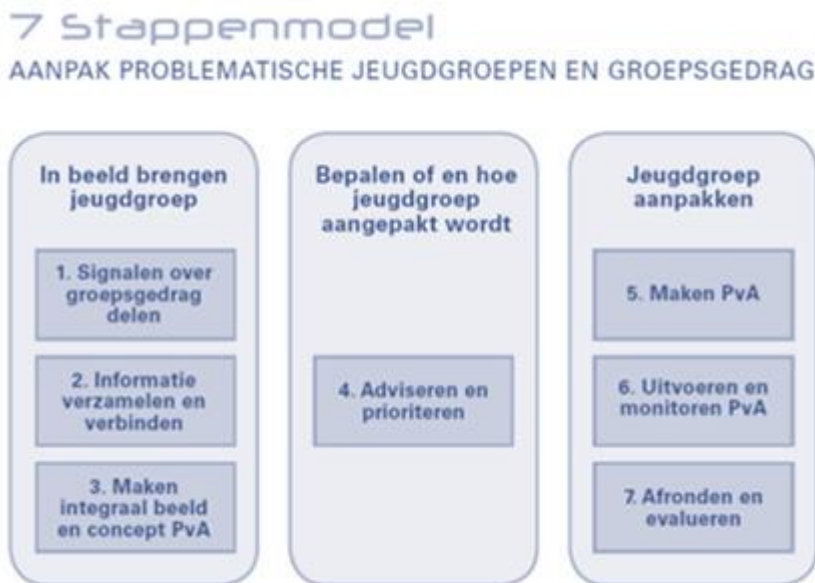 7 Stappenmodel
AANPAK PROBLEMATISCHE JEUGDGROEPEN EN GROEPSGEDRAG
In beeld brengen
jeugdgroep
1. Signalen over
groepsgedrag
delen
2. Informatie
verzamelen en
verbinden
3. Maken
integraal beeld
en concept PvA
Bepalen of en hoe
jeugdgroep
aangepakt wordt
4. Adviseren en
prioriteren
Jeugdgroep
aanpakken
5. Maken PvA
6. Uitvoeren en
monitoren PvA
7. Afronden en
evalueren